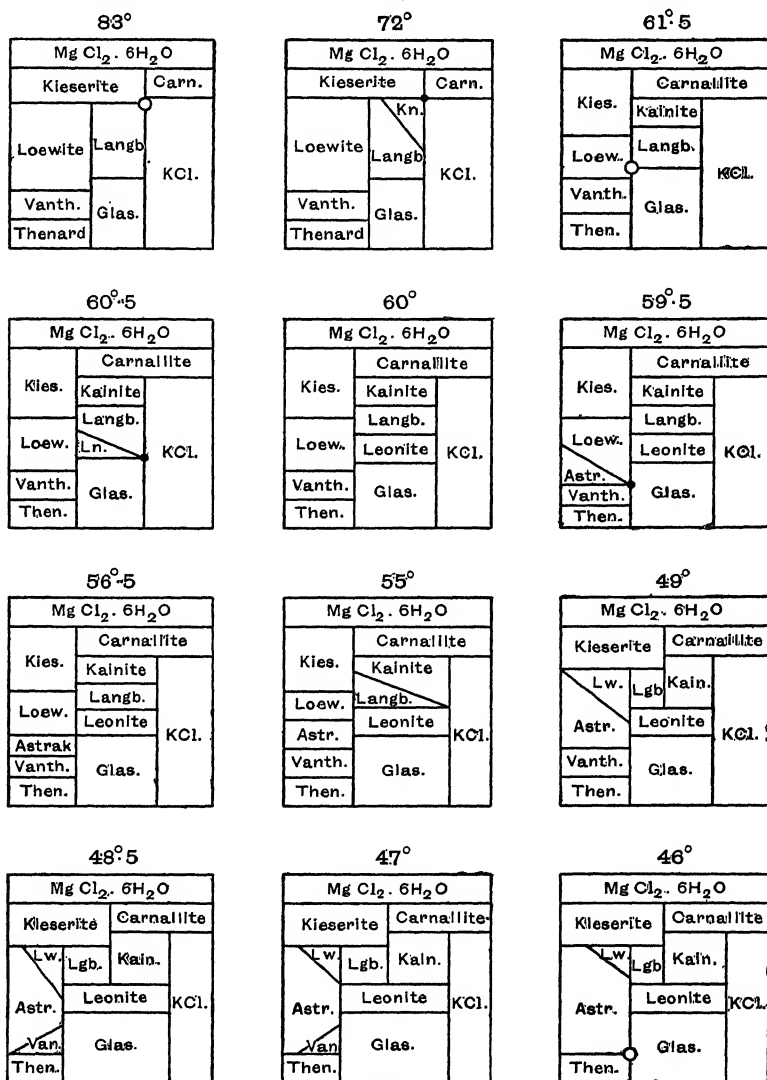 83°
Mg Cl2. 6H2O
Kieserite
Carn.
Loewite
Langb
KCl.
Vanth.
Glas.
Thenard
72°
Mg Cl2. 6H2O
Kieserite
Carn.
Kn.
Loewite
Langb
KCl.
Vanth.
Glas.
Thenard
61°.5
Mg Cl2. 6H2O
Carnallite
Kies.
Kainite
Loew.
Langb.
KCl.
Vanth.
Glas.
Then.
60°.5
Mg Cl2. 6H2O
Carnallite
Kies.
Kainite
Langb.
Loew.
Ln.
KCl.
Vanth.
Glas.
Then.
60°
Mg Cl2. 6H2O
Carnallite
Kies.
Kainite
Langb.
Loew.
Leonite
KCl.
Vanth.
Glas.
Then.
59°.5
Mg Cl2. 6H2O
Carnallite
Kies.
Kainite
Langb.
Loew.
Leonite
KCl.
Astr.
Vanth.
Glas.
Then.
56°.5
Mg Cl2. 6H2O
Carnallite
Kies.
Kainite
Langb.
Loew.
Leonite
KCl.
Astrak
Vanth.
Glas.
Then.
55°
Mg Cl2. 6H2O
Carnallite
Kies.
Kainite
Langb.
Loew.
Leonite
Astr.
KCl.
Vanth.
Glas.
Then.
49°
Mg Cl2. 6H2O
Kieserite
Carnallite
Lw.
Lgb
Kain.
Astr.
Leonite
KCl.
Vanth.
Glas.
Then.
48°.5
Mg Cl2. 6H2O
Kieserite
Carnallite
Lw.
Lgb.
Kain.
Astr.
Leonite
KCl.
Van.
Glas.
Then.
47°
Mg Cl2. 6H2O
Kieserite
Carnallite
Lw.
Lgb.
Kain.
Astr.
Leonite
KCl.
Van
Glas.
Then.
46°
Mg Cl2. 6H2O
Kieserite
Carnallite
Lw.
Lgb
Kain.
Astr.
Leonite
KCl.
Glas.
Then.